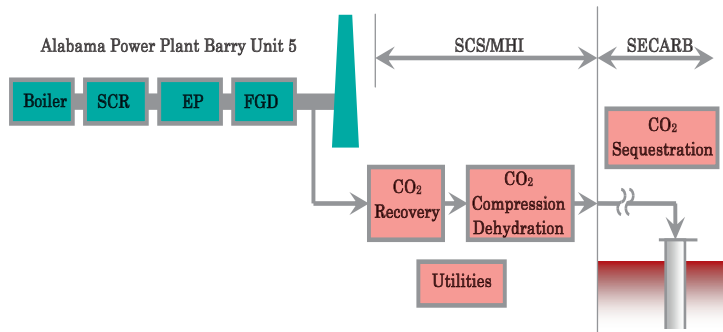 Alabama Power Plant Barry Unit 5
SCS/MHI
SECARB
Boiler
SCR
EP
FGD
CO₂
Sequestration
CO₂
Recovery
CO₂
Compression
Dehydration
Utilities